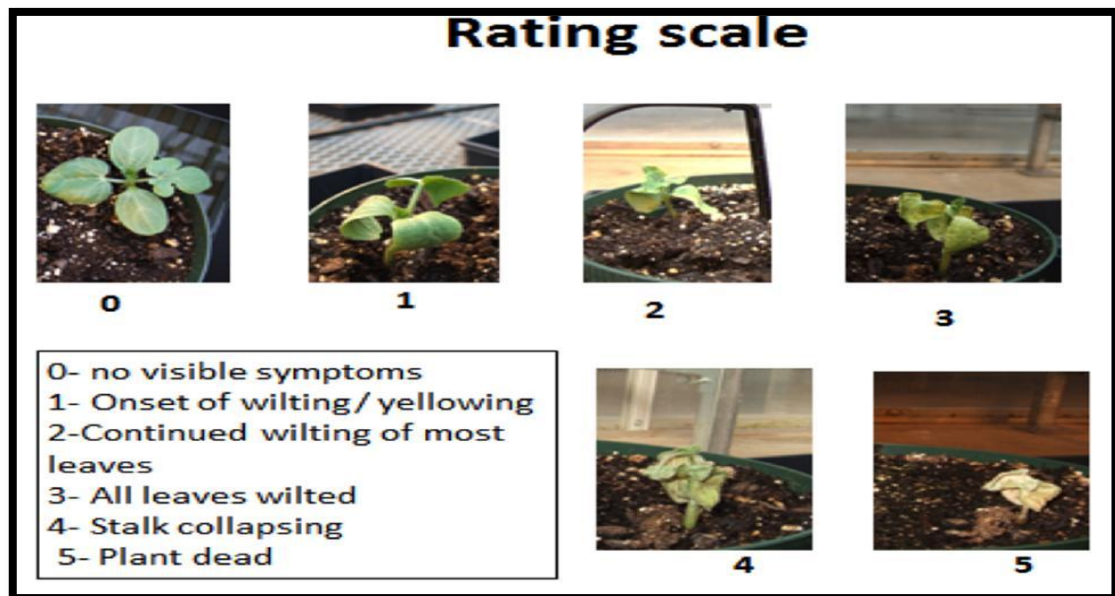 Rating scale
0
1
2
3
0- no visible symptoms
1- Onset of wilting/ yellowing
2-Continued wilting of most
leaves
3- All leaves wilted
4- Stalk collapsing
5- Plant dead
4
5